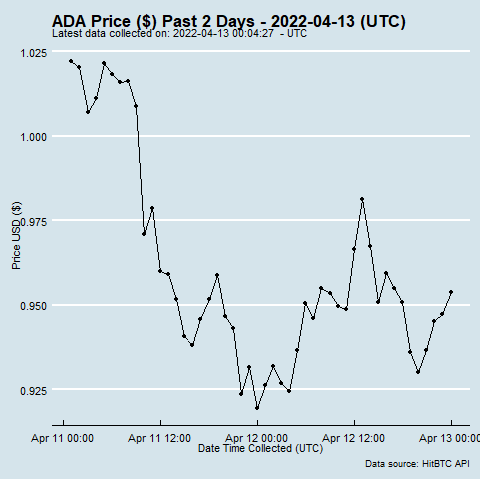 ADA Price ($) Past 2 Days - 2022-04-13 (UTC)
Latest data collected on: 2022-04-13 00:04:27 - UTC
1.025
1.000
0.975
0.950
0.925
Price USD ($)
Apr 11 00:00 Apr 11 12:00 Apr 12 00:00 Apr 12 12:00 Apr 13 00:00
Date Time Collected (UTC)
Data source: HitBTC API